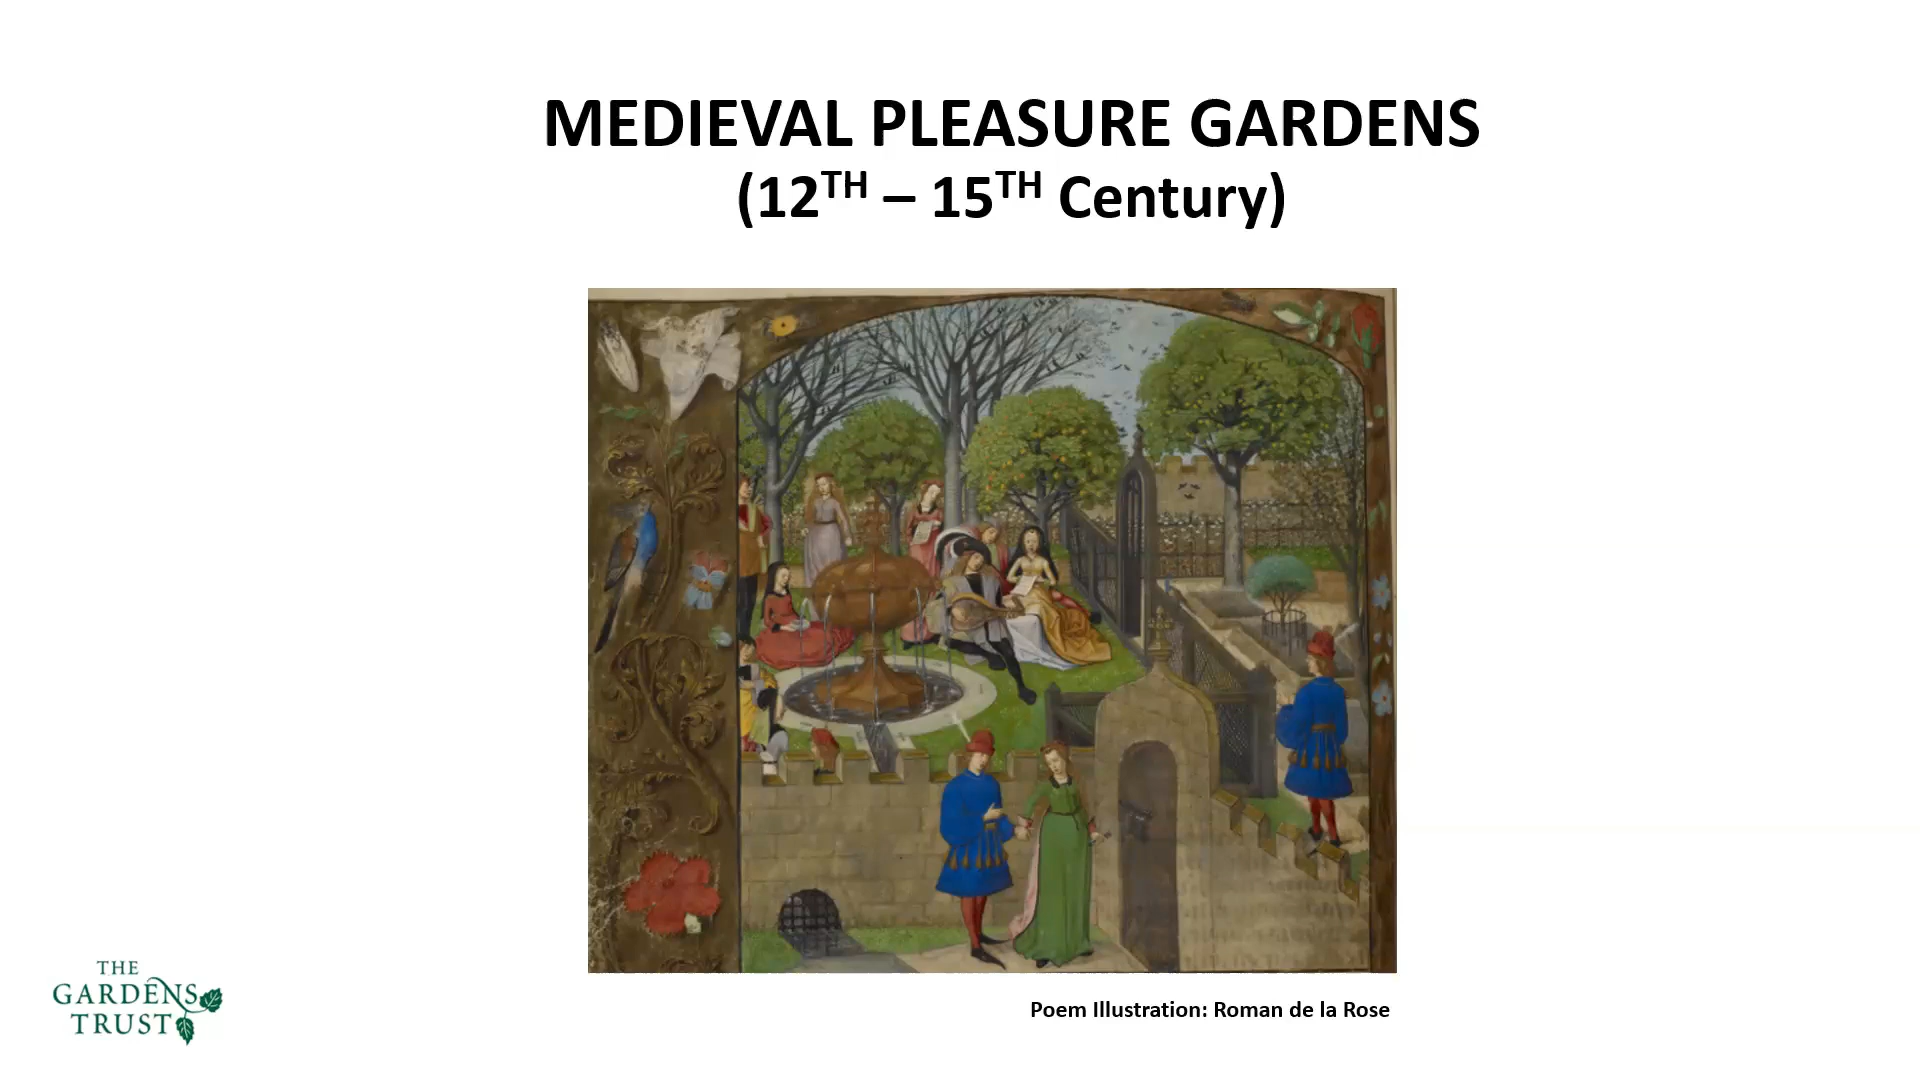 MEDIEVAL PLEASURE GARDENS
(12TH – 15TH Century)
THE
GARDENS
TRUST
Poem Illustration: Roman de la Rose